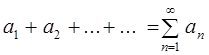 a₁ + a₂ + ... + ... = ∑_{n=1}^{∞} aₙ